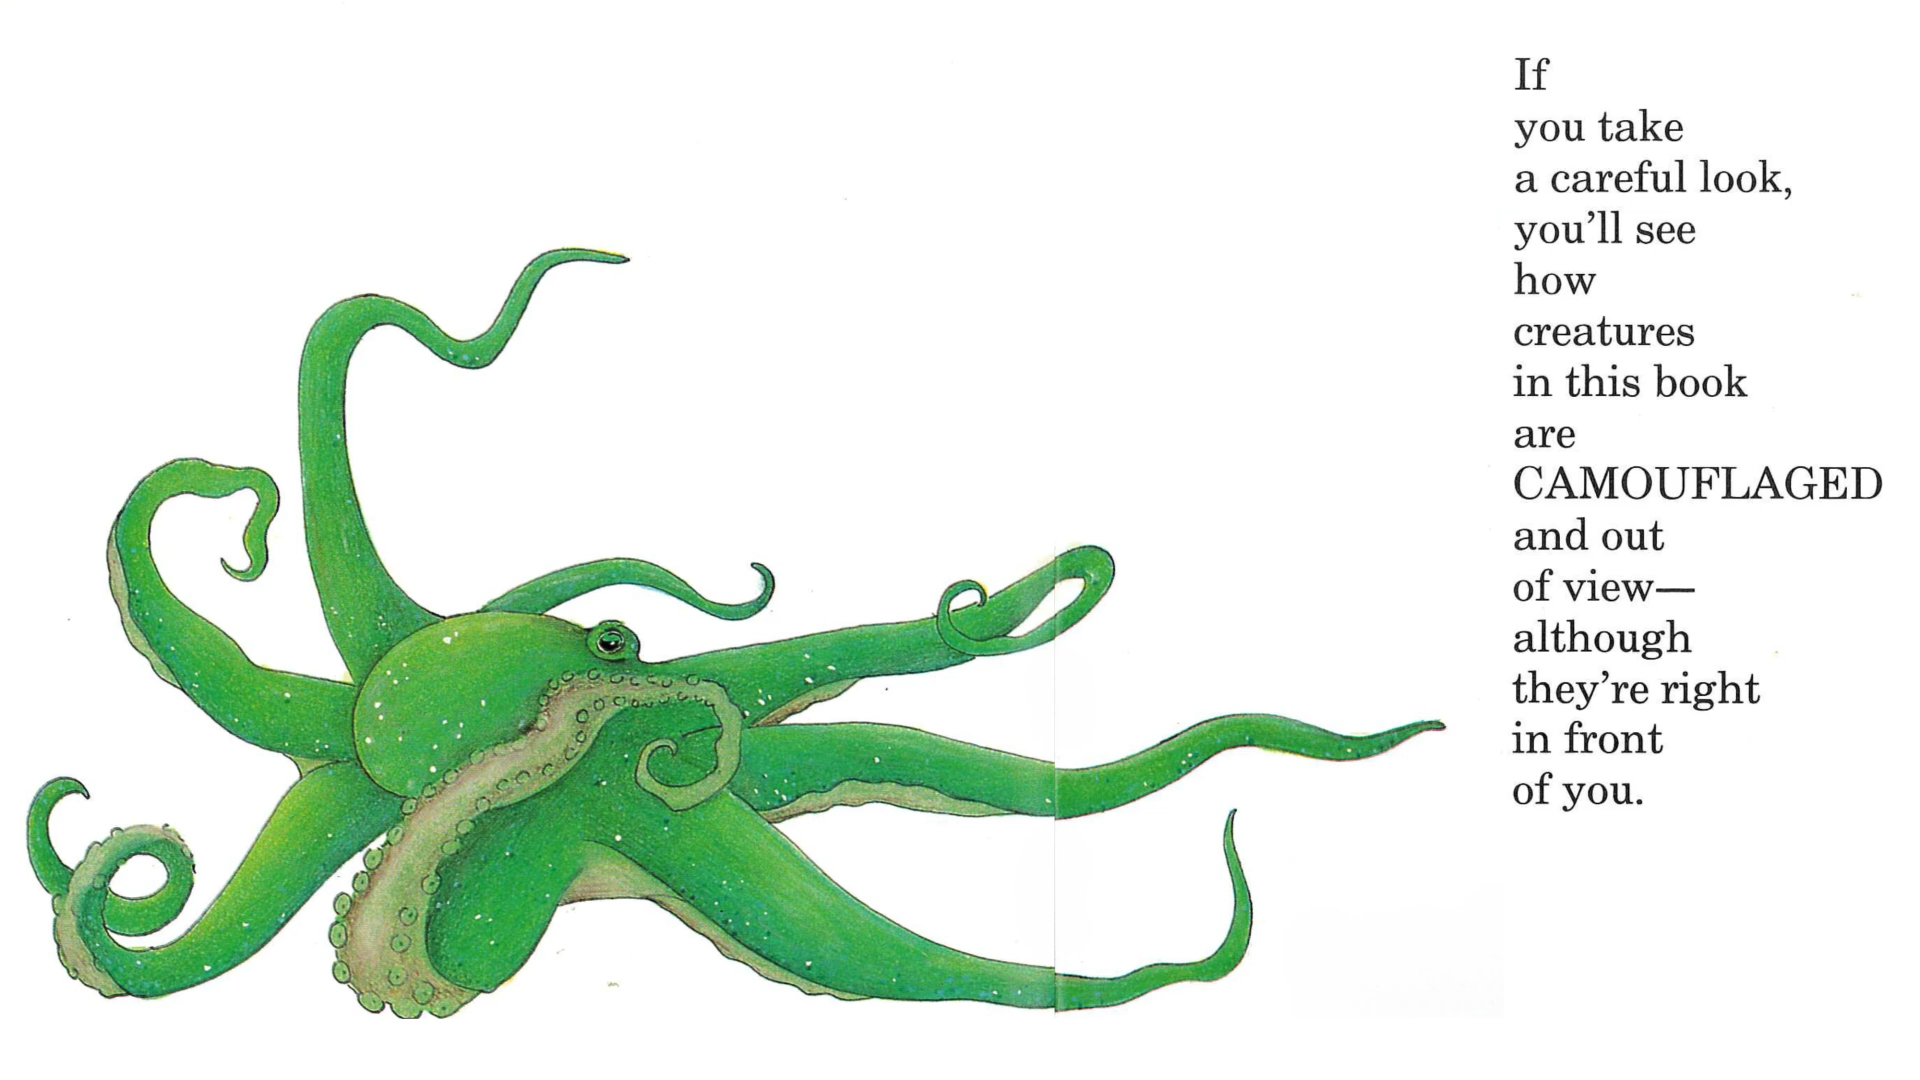 If
you take
a careful look,
you'll see
how
creatures
in this book
are
CAMOUFLAGED
and out
of view—
although
they're right
in front
of you.